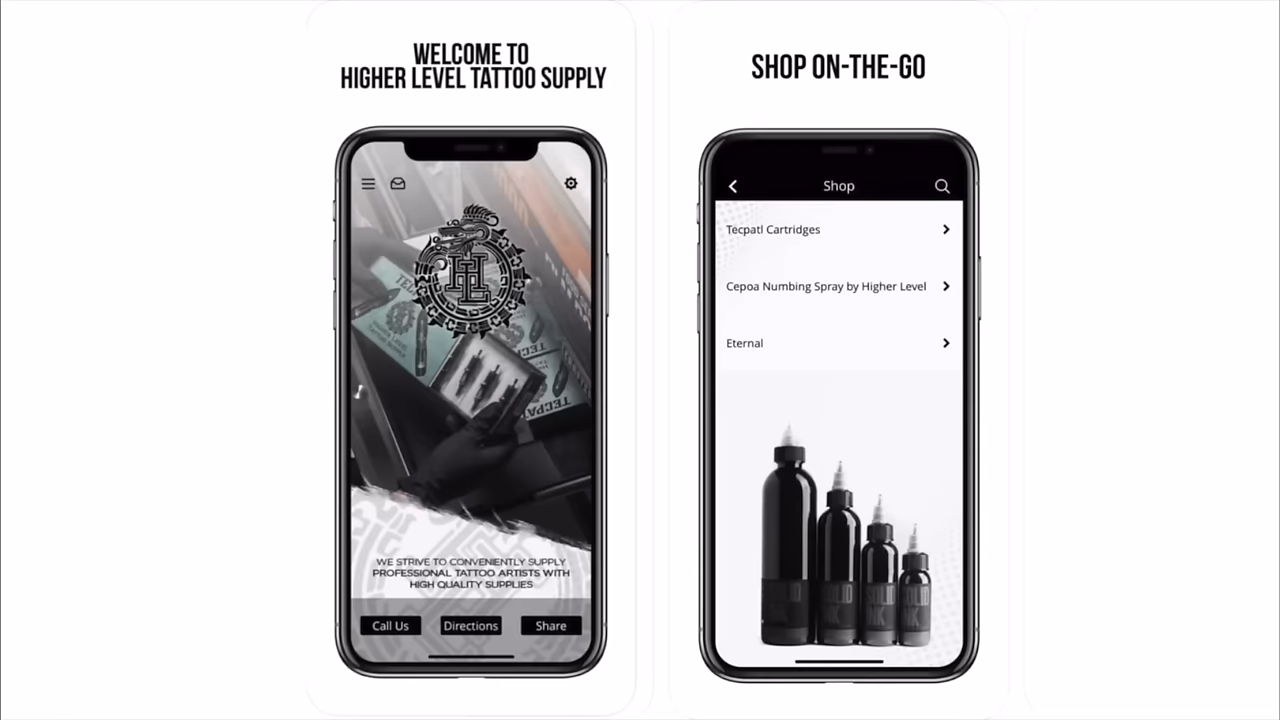 WELCOME TO
HIGHER LEVEL TATTOO SUPPLY
HL
WE STRIVE TO CONVENIENTLY SUPPLY
PROFESSIONAL TATTOO ARTISTS WITH
HIGH QUALITY SUPPLIES
Call Us
Directions
Share
SHOP ON-THE-GO
Shop
Tecpatl Cartridges
Cepoa Numbing Spray by Higher Level
Eternal